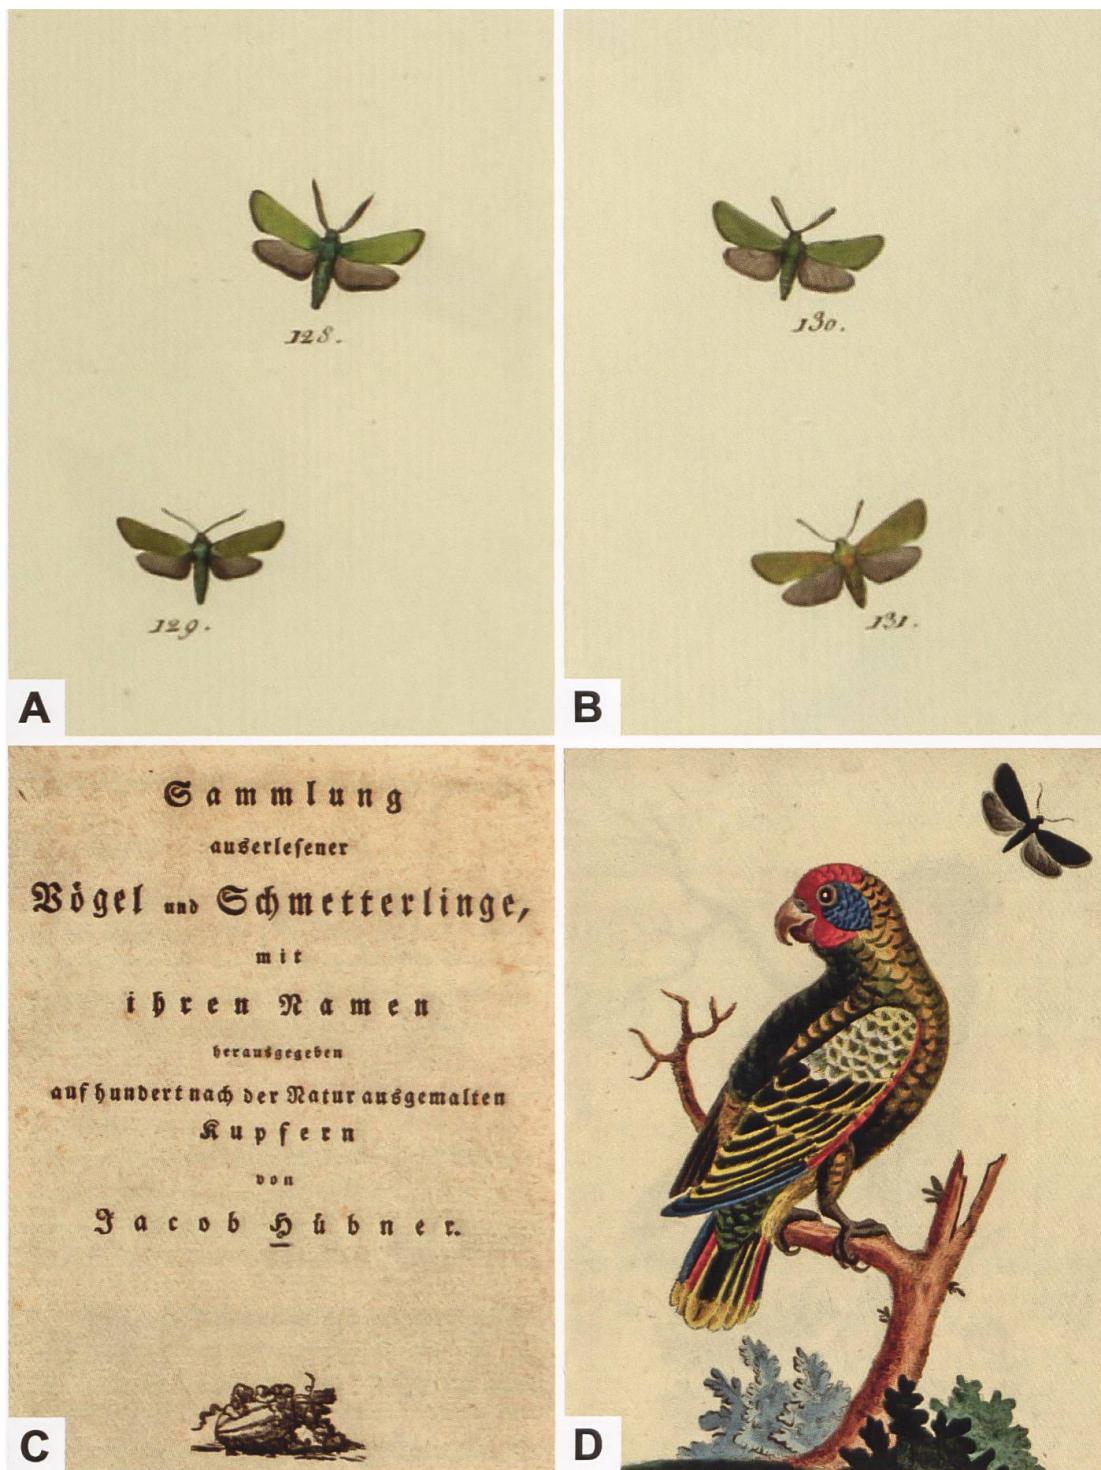 128.
129.
A
130.
131.
B
Sammlung
auserlesener
Vögel und Schmetterlinge,
mit
ihren Namen
herausgegeben
auf hundert nach der Natur ausgemalten
Kupfern
von
Jacob Hübner.
C
D